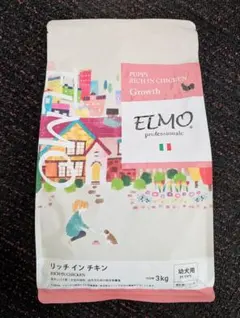 PUPPY
RICH IN CHICKEN
Growth
ELMO
professionale
リッチ イン チキン
RICH IN CHICKEN
3kg
幼犬用